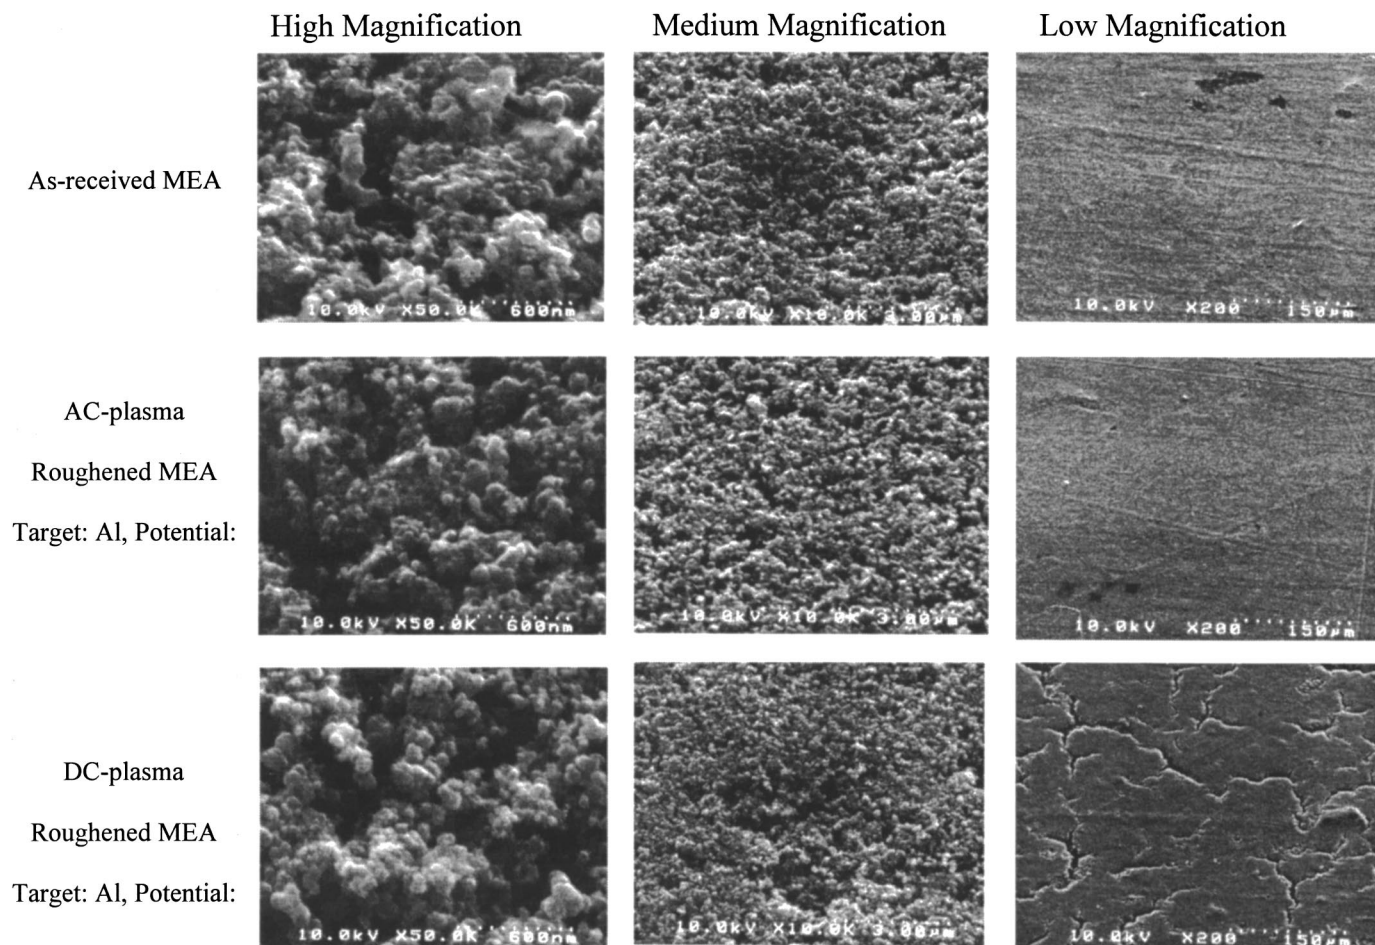 High Magnification Medium Magnification Low Magnification
As-received MEA
10.0kV X50.0K 600nm
10.0kV X10.0K 3.00µm
10.0kV X200 150µm
AC-plasma
Roughened MEA
Target: Al, Potential:
10.0kV X50.0K 600nm
10.0kV X10.0K 3.00µm
10.0kV X200 150µm
DC-plasma
Roughened MEA
Target: Al, Potential:
10.0kV X50.0K 600nm
10.0kV X10.0K 3.00µm
10.0kV X200 150µm